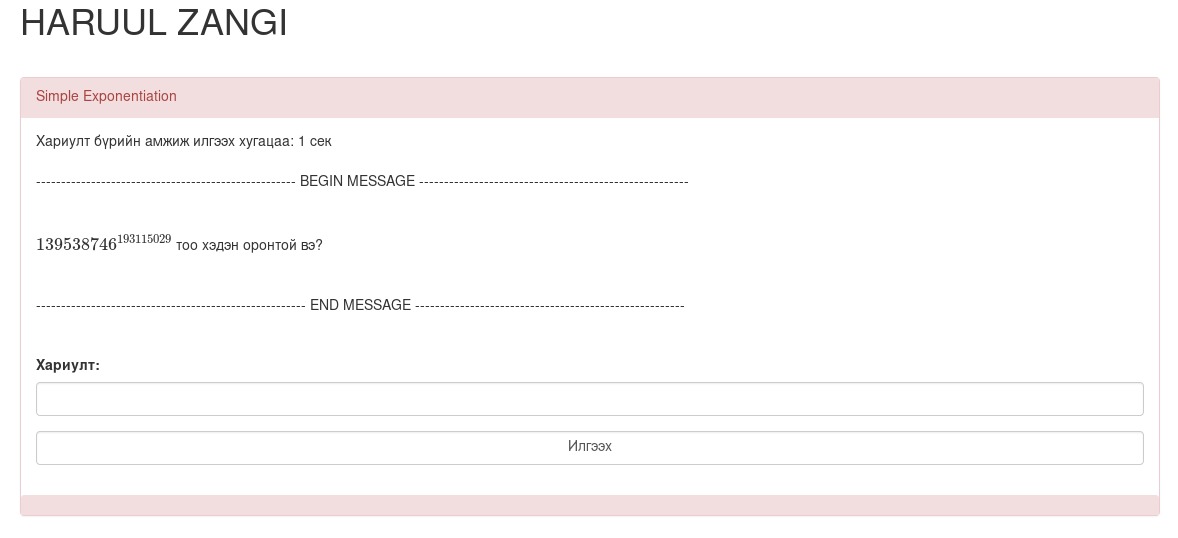 HARUUL ZANGI
Simple Exponentiation
Хариулт бүрийн амжиж илгээх хугацаа: 1 сек
---------------------------------------------------- BEGIN MESSAGE ------------------------------------------------------
139538746^193115029 тоо хэдэн оронтой вэ?
------------------------------------------------------ END MESSAGE ------------------------------------------------------
Хариулт:
Илгээх